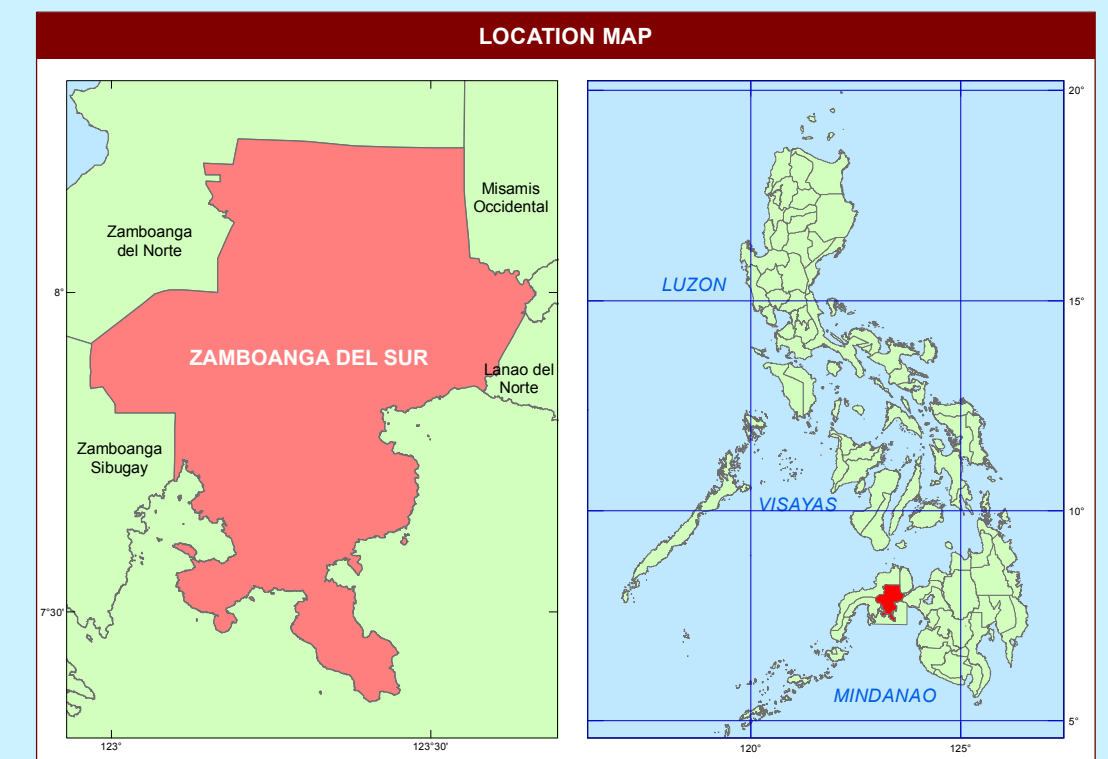 LOCATION MAP
Misamis
Occidental
Zamboanga
del Norte
8°
ZAMBOANGA DEL SUR
Lanao del
Norte
Zamboanga
Sibugay
7°30'
123°
123°30'
20°
LUZON
15°
VISAYAS
10°
MINDANAO
5°
120°
125°